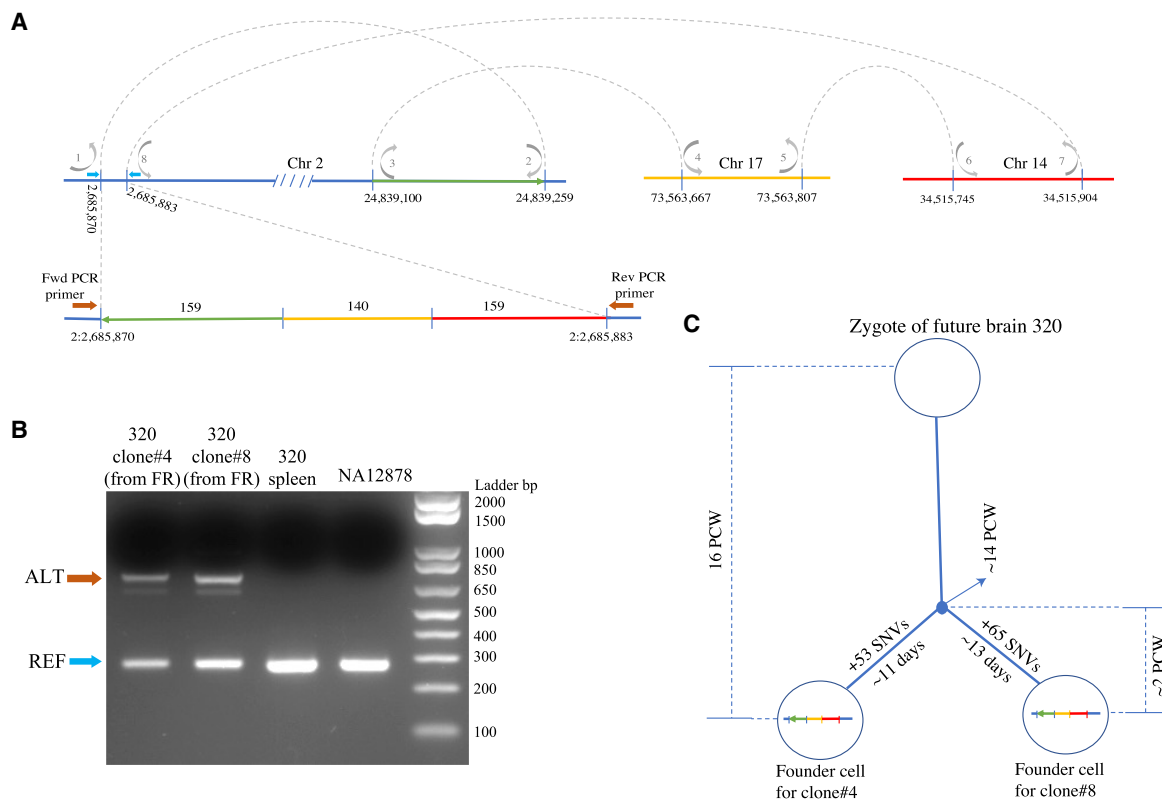 A
1
8
Chr 2
3
2
4
Chr 17
5
6
Chr 14
7
2,685,870
2,685,883
24,839,100
24,839,259
73,563,667
73,563,807
34,515,745
34,515,904
Fwd PCR
primer
159
140
159
Rev PCR
primer
2:2,685,870
2:2,685,883
B
320
clone#4
(from FR)
320
clone#8
(from FR)
320
spleen
NA12878
Ladder bp
2000
1500
1000
850
650
500
400
300
200
100
ALT
REF
C
Zygote of future brain 320
16 PCW
~14 PCW
+53 SNVs
~11 days
+65 SNVs
~13 days
~2 PCW
Founder cell
for clone#4
Founder cell
for clone#8